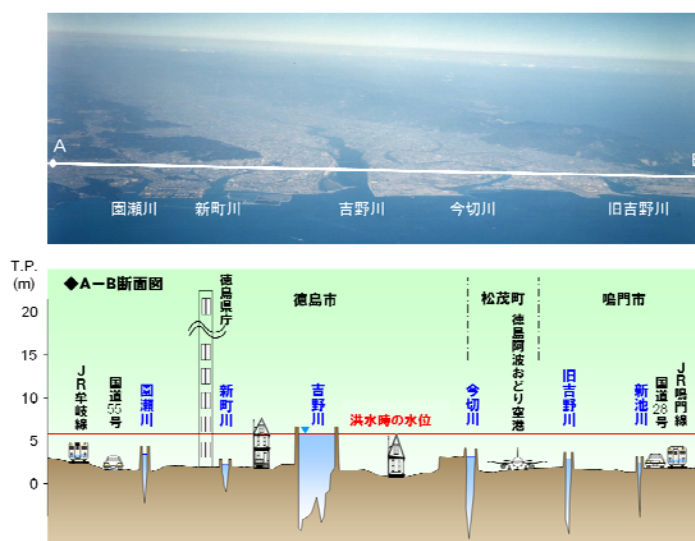 A
B
園瀬川
新町川
吉野川
今切川
旧吉野川
T.P.
(m)
◆A－B断面図
20
15
10
5
0
徳島県庁
徳島市
松茂町
鳴門市
JR牟岐線
国道55号
園瀬川
新町川
吉野川
洪水時の水位
今切川
徳島阿波おどり空港
旧吉野川
新池川
国道28号
JR鳴門線